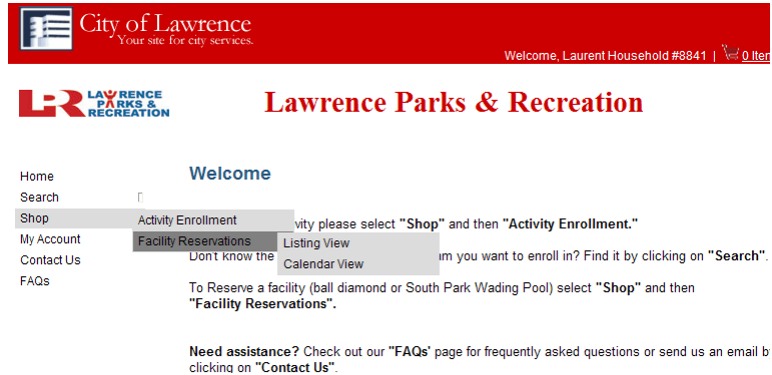 City of Lawrence
Your site for city services.
Welcome, Laurent Household #8841 | 0 Item
LAWRENCE
PARKS &
RECREATION
Lawrence Parks & Recreation
Home
Search
Shop
My Account
Contact Us
FAQs
Activity Enrollment
Facility Reservations
Listing View
Calendar View
Welcome
please select "Shop" and then "Activity Enrollment."
Don't know the you want to enroll in? Find it by clicking on "Search".
To Reserve a facility (ball diamond or South Park Wading Pool) select "Shop" and then
"Facility Reservations".
Need assistance? Check out our "FAQs' page for frequently asked questions or send us an email
clicking on "Contact Us".